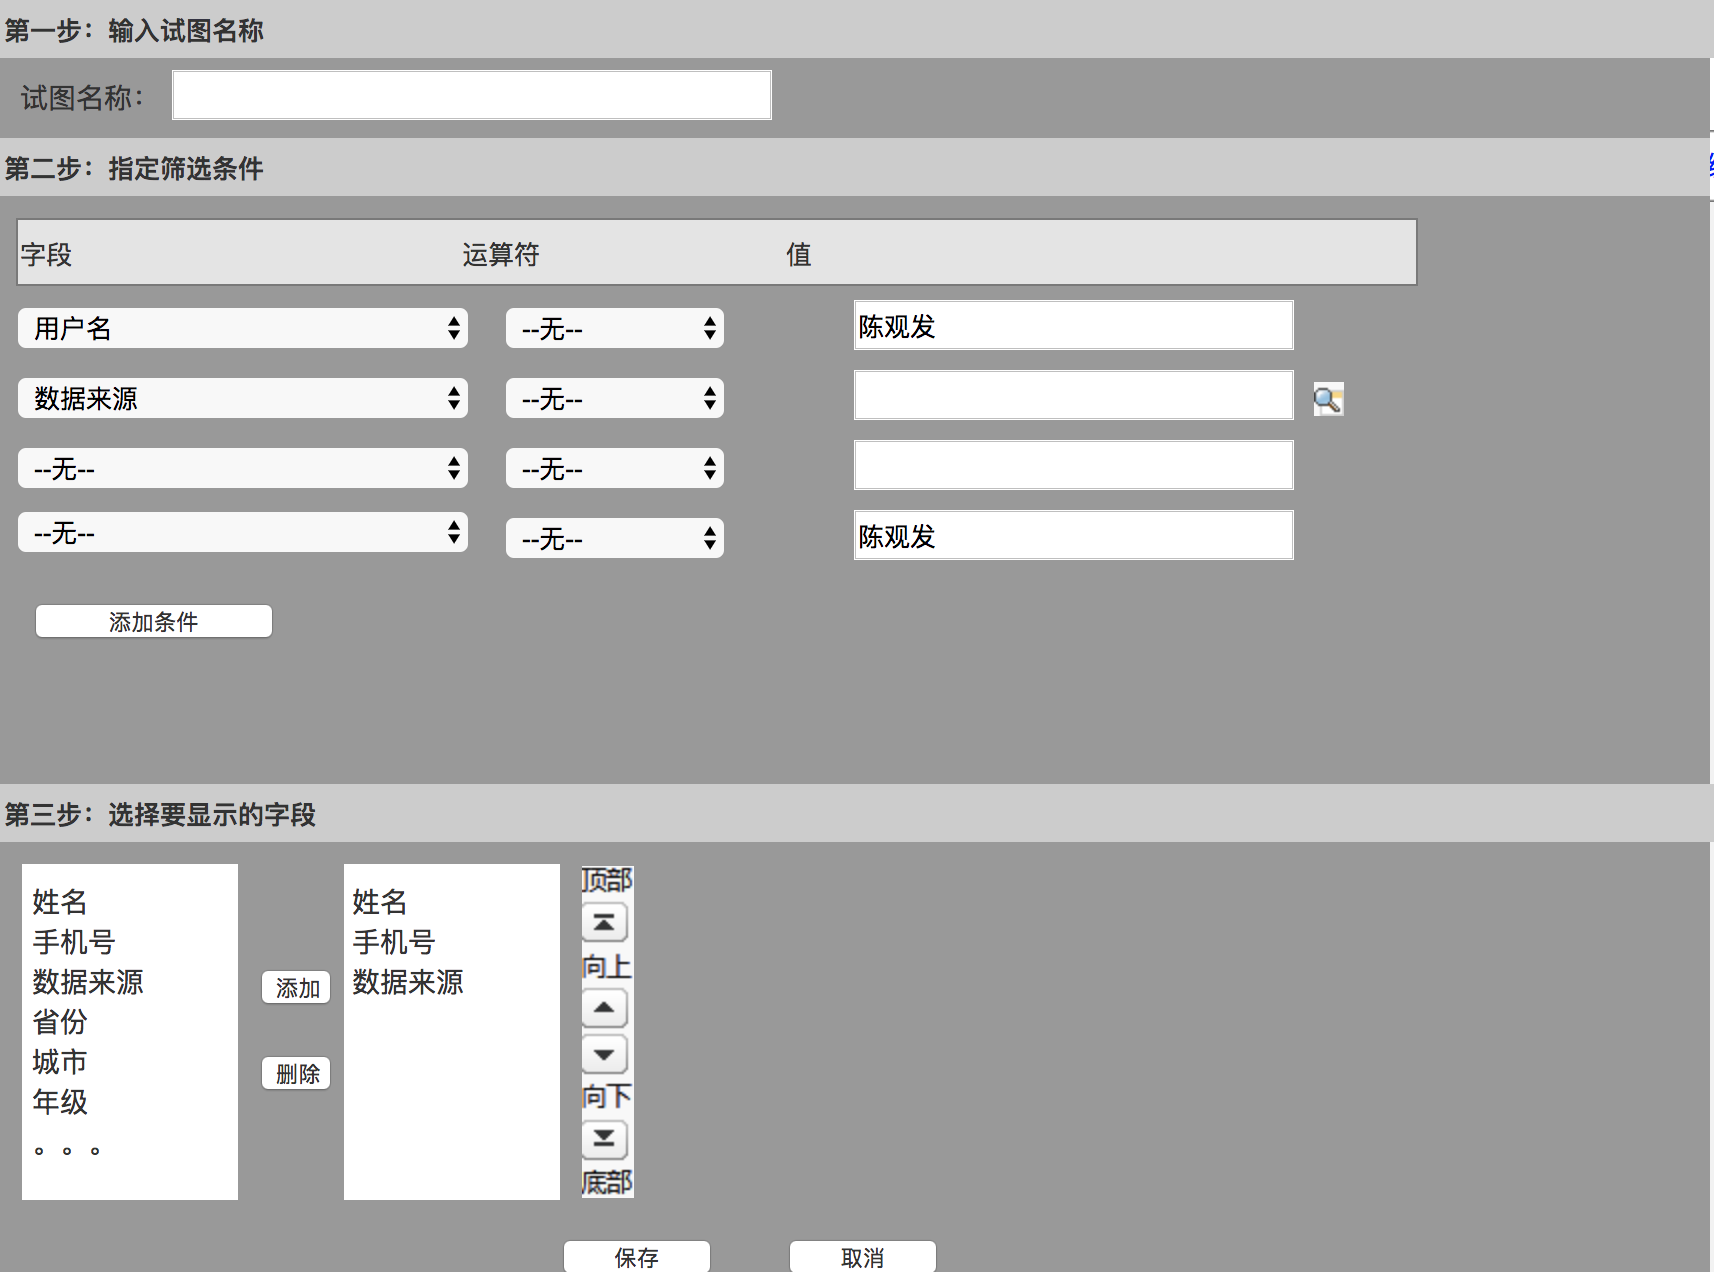 第一步：输入试图名称
试图名称：
第二步：指定筛选条件
字段 运算符 值
用户名 --无-- 陈观发
数据来源 --无--
--无-- --无--
--无-- --无-- 陈观发
添加条件
第三步：选择要显示的字段
姓名
手机号
数据来源
省份
城市
年级
。。。
添加
删除
姓名
手机号
数据来源
顶部
向上
向下
底部
保存 取消